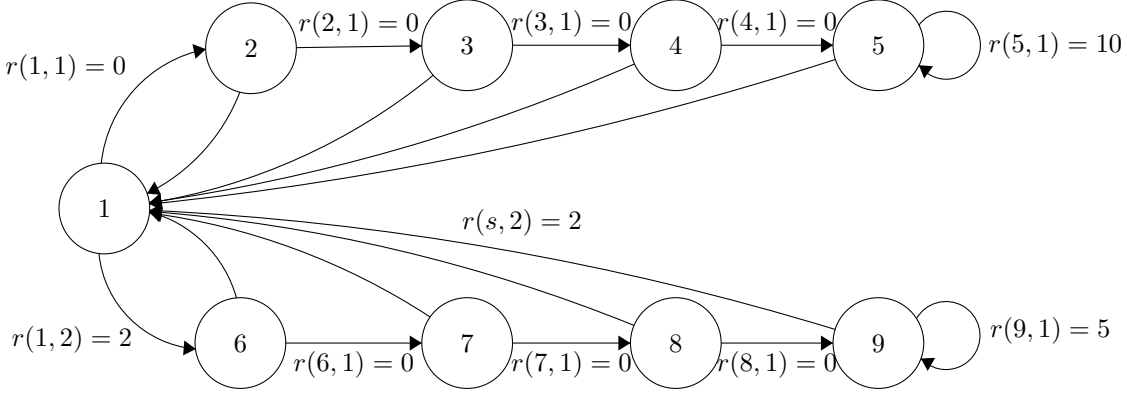 r(2, 1) = 0
r(3, 1) = 0
r(4, 1) = 0
2
3
4
5
r(5, 1) = 10
r(1, 1) = 0
1
r(s, 2) = 2
r(1, 2) = 2
6
7
8
9
r(9, 1) = 5
r(6, 1) = 0
r(7, 1) = 0
r(8, 1) = 0